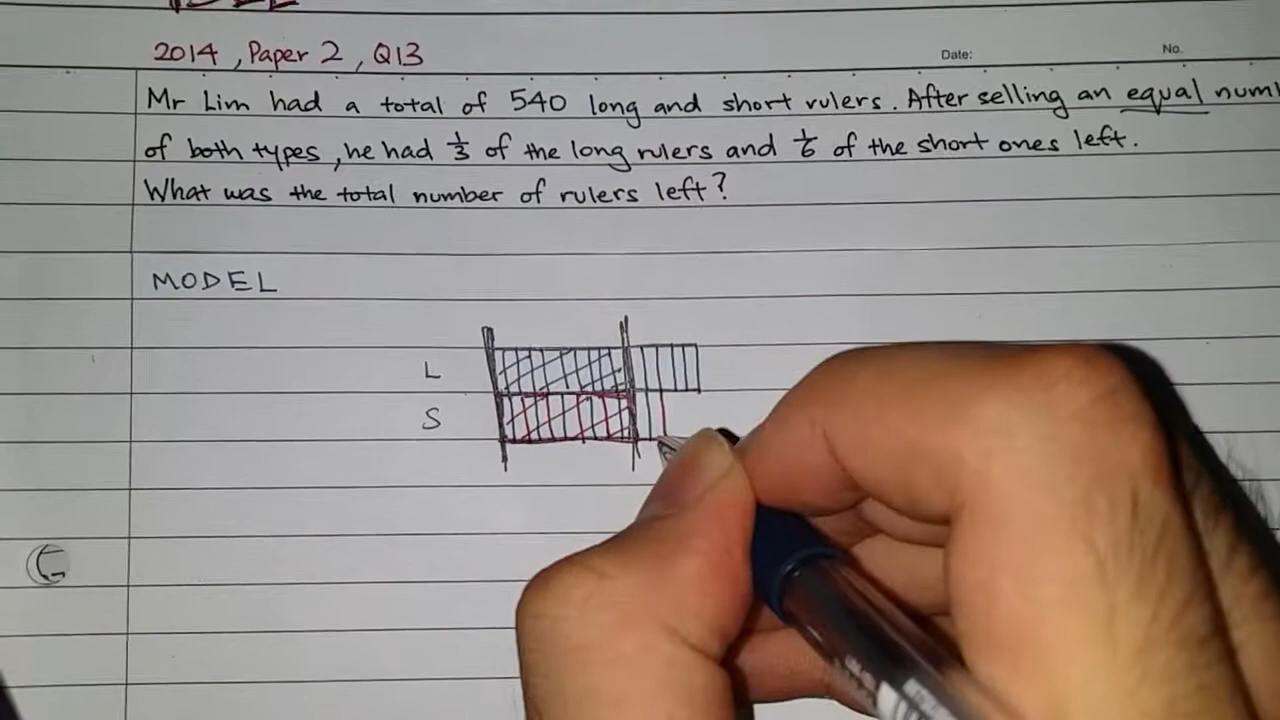 2014, Paper 2, Q13
Date:
No.
Mr Lim had a total of 540 long and short rulers. After selling an equal
of both types, he had 1/3 of the long rulers and 1/6 of the short ones left.
What was the total number of rulers left?
MODEL
L
S